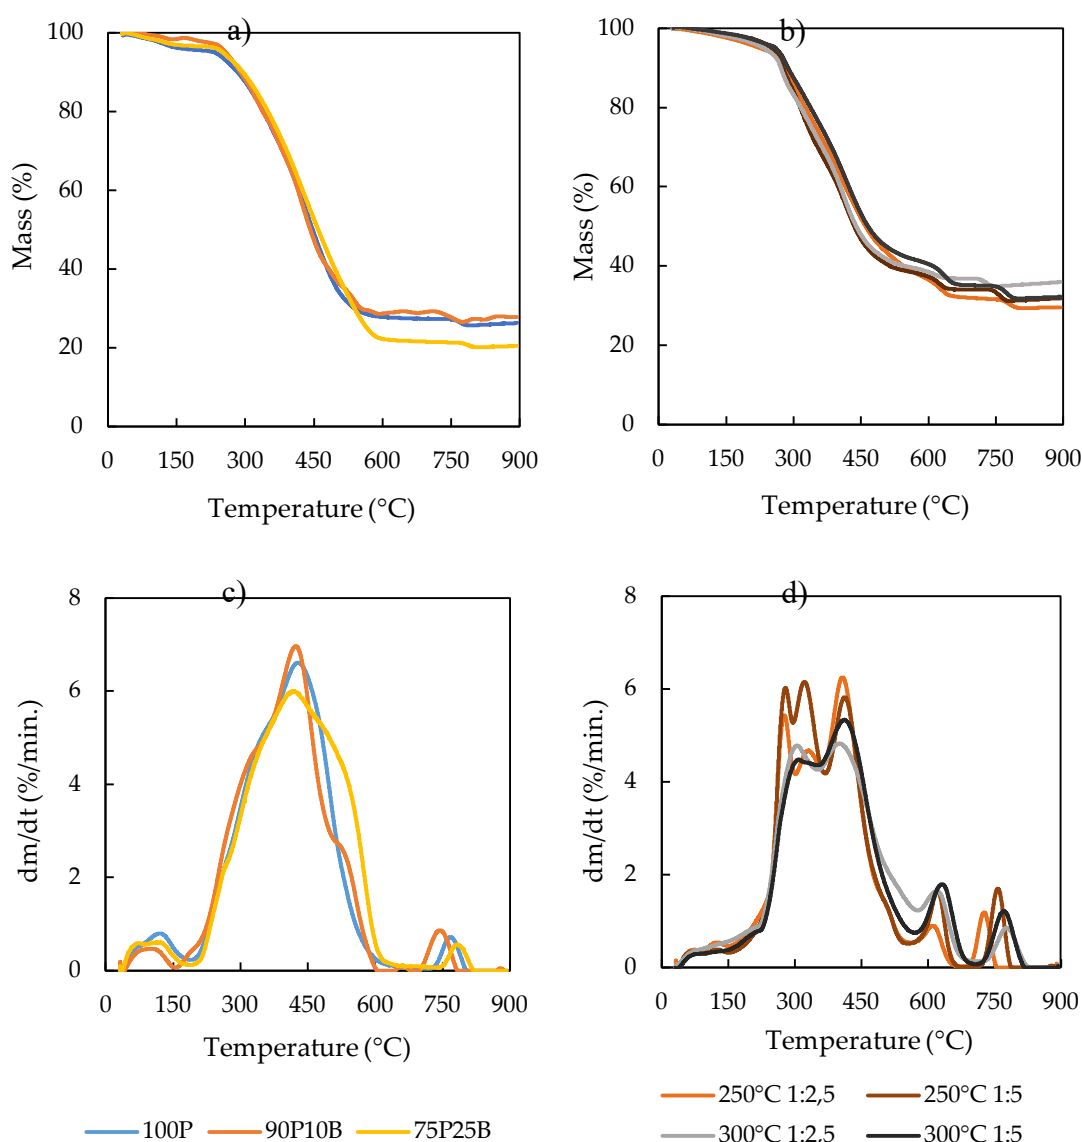 a)
100
80
60
40
20
0
Mass (%)
0 150 300 450 600 750 900
Temperature (°C)
b)
100
80
60
40
20
0
Mass (%)
0 150 300 450 600 750 900
Temperature (°C)
c)
8
6
4
2
0
dm/dt (%/min.)
0 150 300 450 600 750 900
Temperature (°C)
100P 90P10B 75P25B
d)
8
6
4
2
0
dm/dt (%/min.)
0 150 300 450 600 750 900
Temperature (°C)
250°C 1:2,5 250°C 1:5
300°C 1:2,5 300°C 1:5